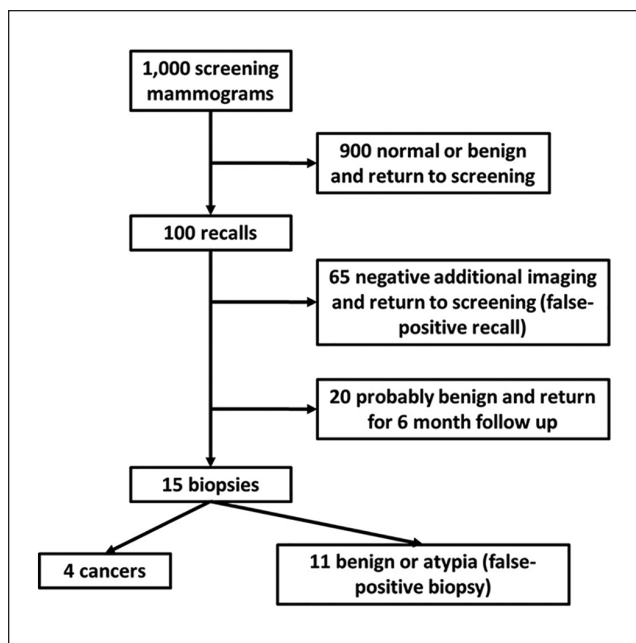 1,000 screening
mammograms
900 normal or benign
and return to screening
100 recalls
65 negative additional imaging
and return to screening (false-
positive recall)
20 probably benign and return
for 6 month follow up
15 biopsies
4 cancers
11 benign or atypia (false-
positive biopsy)